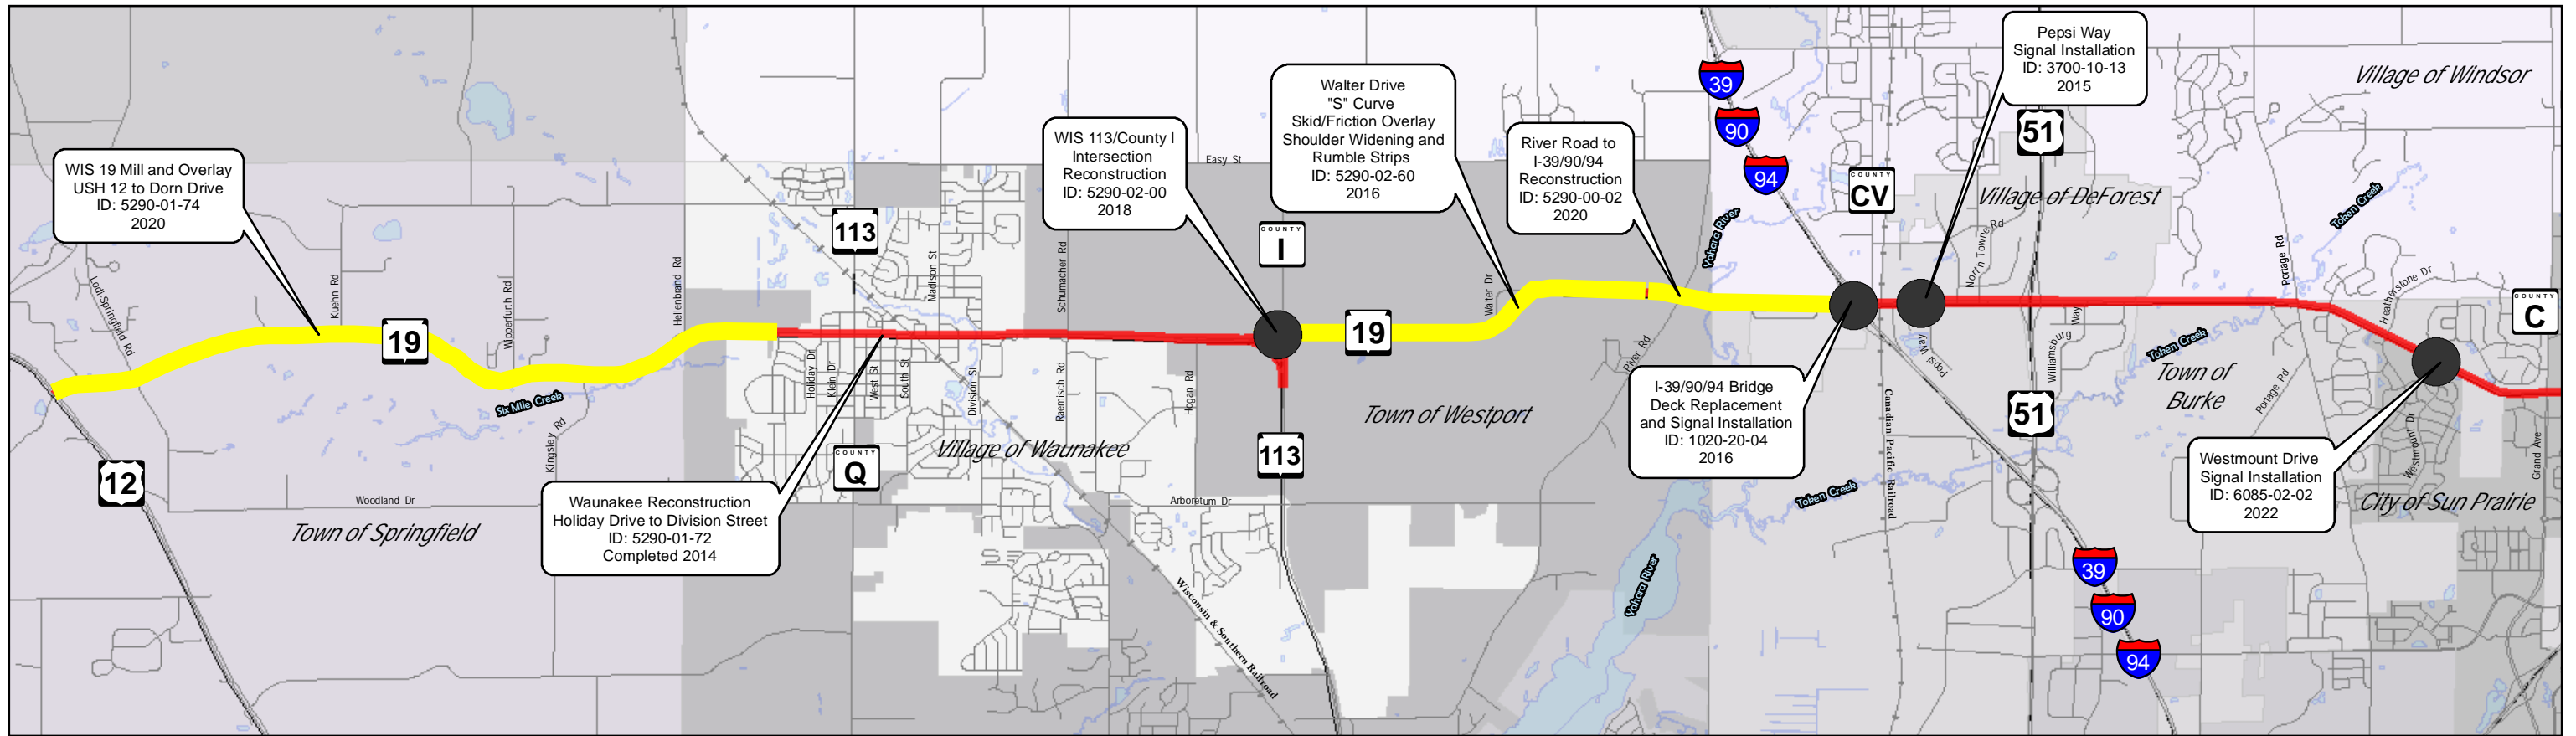 WIS 19 Mill and Overlay
USH 12 to Dorn Drive
ID: 5290-01-74
2020
Waunakee Reconstruction
Holiday Drive to Division Street
ID: 5290-01-72
Completed 2014
WIS 113/County I
Intersection
Reconstruction
ID: 5290-02-00
2018
Walter Drive
"S" Curve
Skid/Friction Overlay
Shoulder Widening and
Rumble Strips
ID: 5290-02-60
2016
River Road to
I-39/90/94
Reconstruction
ID: 5290-00-02
2020
I-39/90/94 Bridge
Deck Replacement
and Signal Installation
ID: 1020-20-04
2016
Pepsi Way
Signal Installation
ID: 3700-10-13
2015
Westmount Drive
Signal Installation
ID: 6085-02-02
2022
Town of Springfield
Village of Waunakee
Town of Westport
Village of DeForest
Village of Windsor
Town of
Burke
City of Sun Prairie
12
19
113
COUNTY
Q
COUNTY
I
19
113
39
90
94
COUNTY
CV
51
51
39
90
94
COUNTY
C
Lodi-Springfield Rd
Kuehn Rd
Wipperfurth Rd
Hellenbrand Rd
Kingsley Rd
Woodland Dr
Six Mile Creek
Holiday Dr
Klein Dr
West St
South St
Madison St
Division St
Schumacher Rd
Raemisch Rd
Hogan Rd
Easy St
Arboretum Dr
Wisconsin & Southern Railroad
Walter Dr
River Rd
Yahara River
Yahara River
Canadian Pacific Railroad
Pepsi Way
North Towne Rd
Williamsburg Way
Token Creek
Token Creek
Token Creek
Portage Rd
Portage Rd
Heatherstone Dr
Westmount Dr
Grand Ave